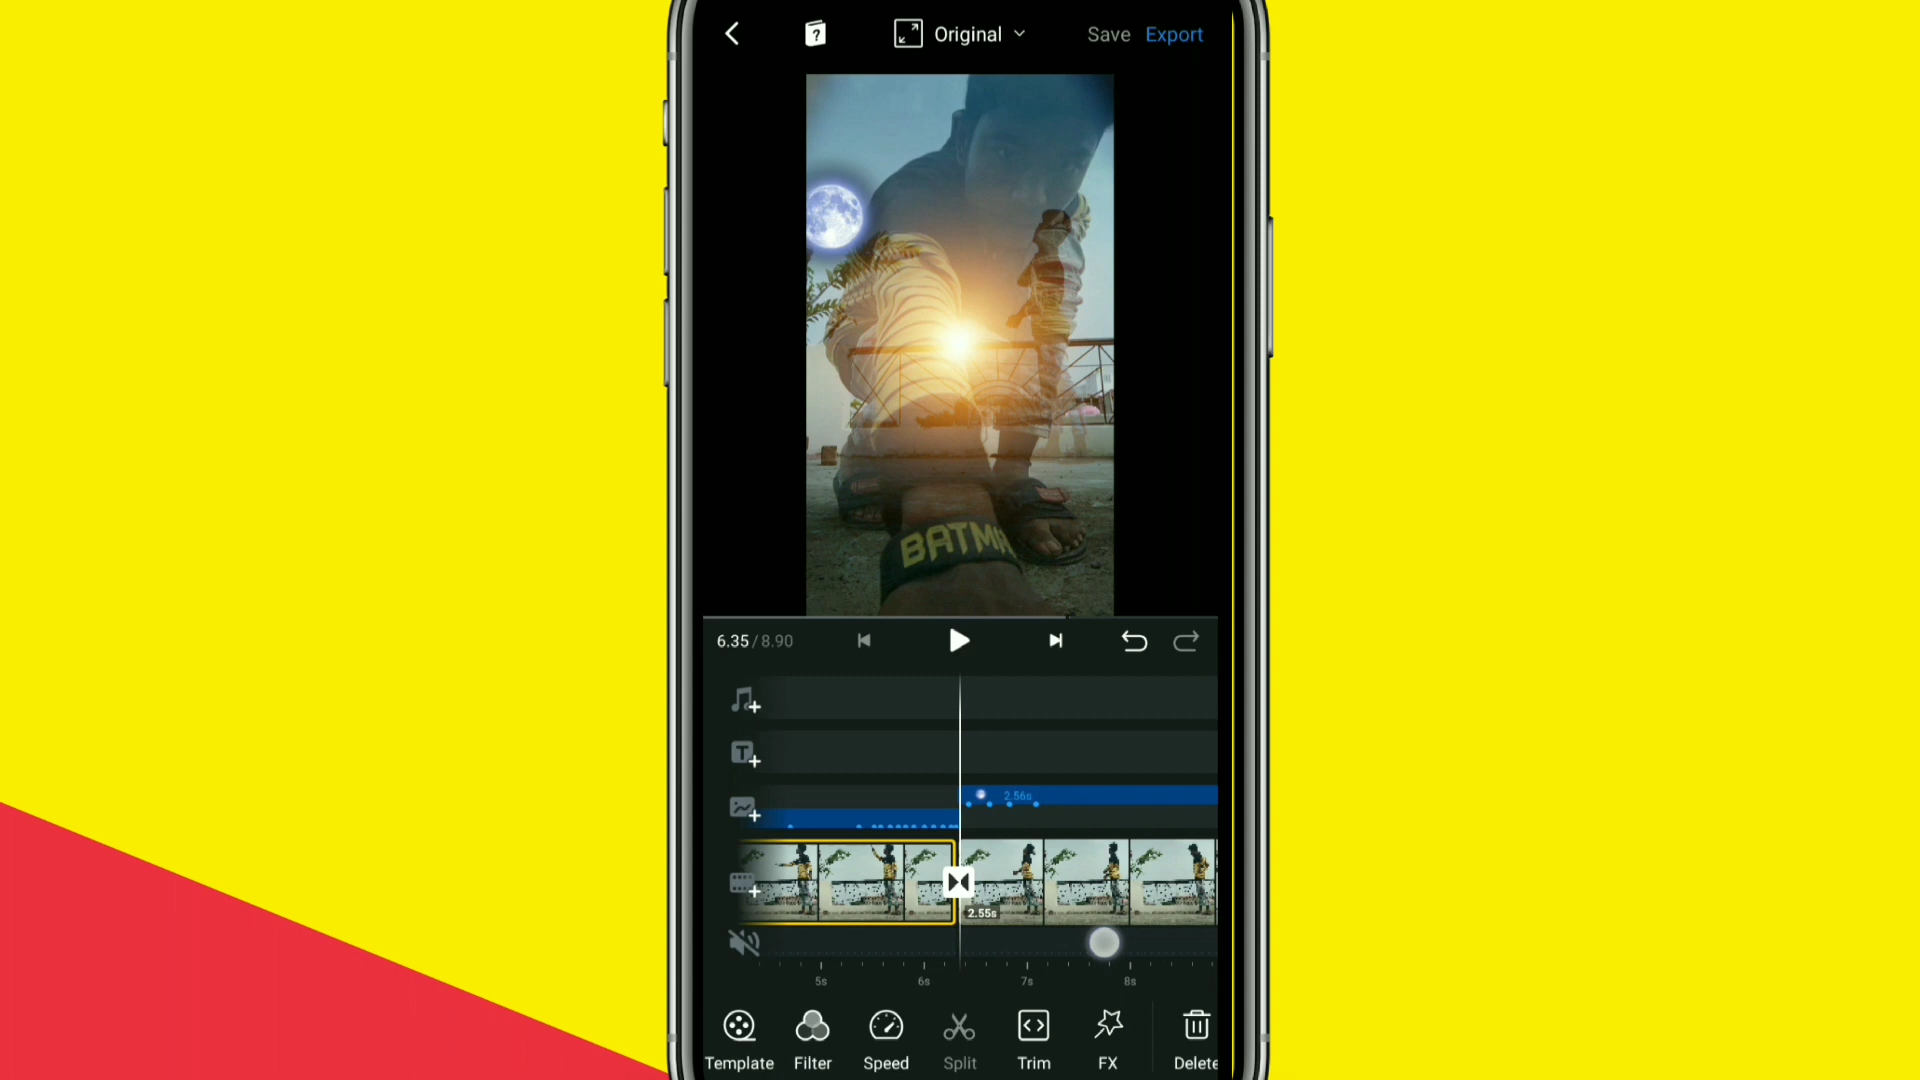 ?
Original
Save Export
BATMA
6.35 / 8.90
T
2.56s
2.55s
5s 6s 7s 8s
Template Filter Speed Split Trim FX Delete